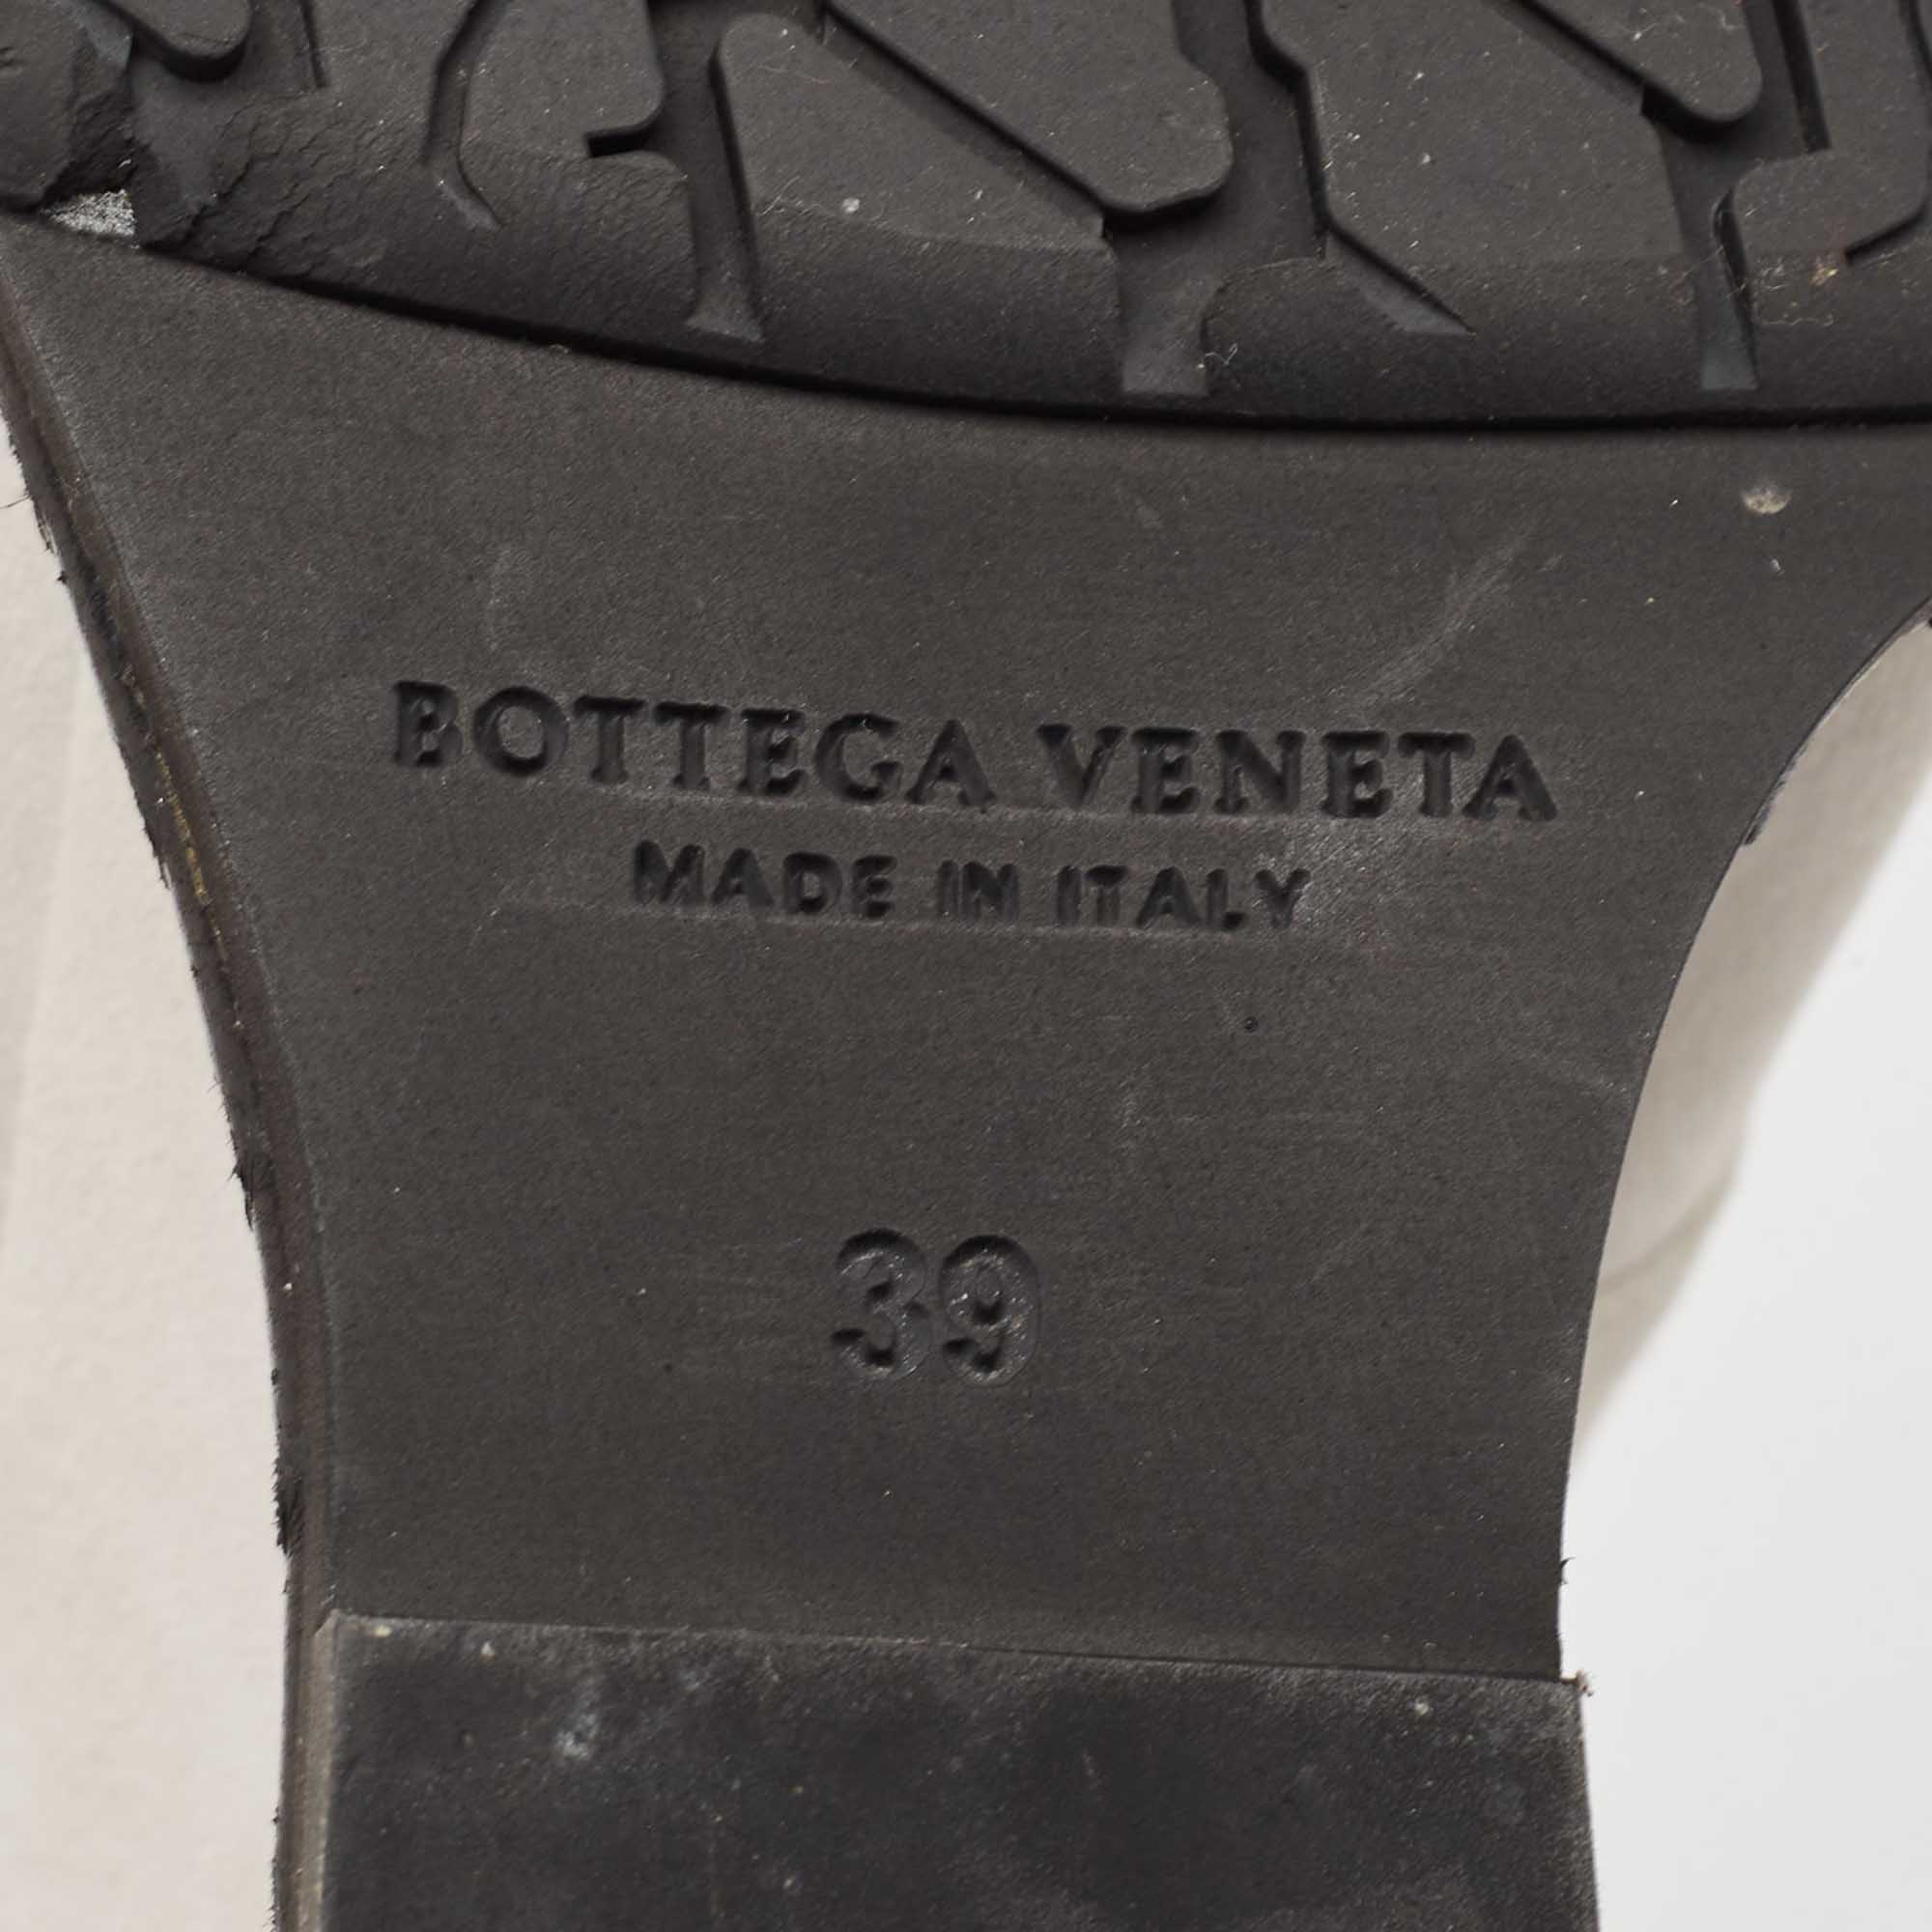 BOTTEGA VENETA
MADE IN ITALY
39